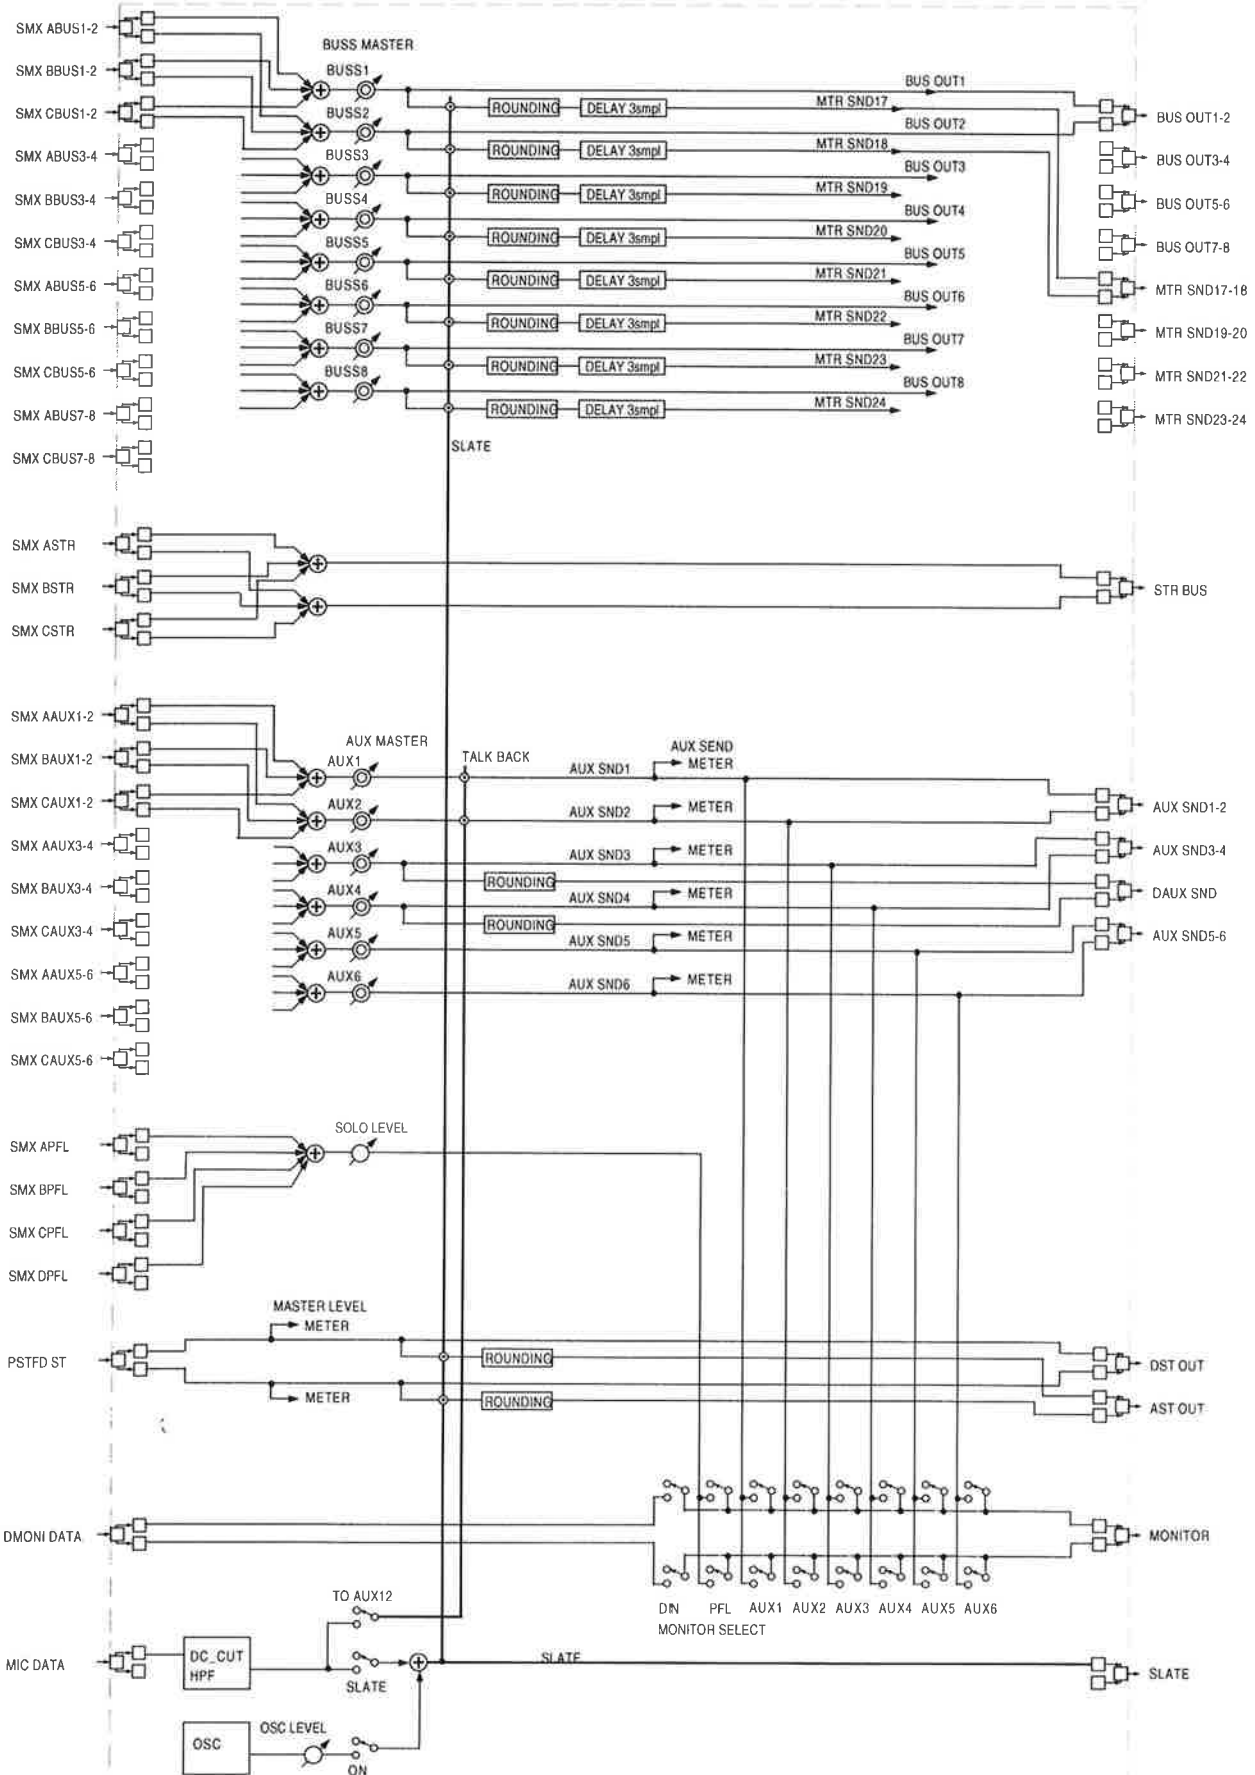 SMX ABUS1-2
SMX BBUS1-2
SMX CBUS1-2
SMX ABUS3-4
SMX BBUS3-4
SMX CBUS3-4
SMX ABUS5-6
SMX BBUS5-6
SMX CBUS5-6
SMX ABUS7-8
SMX CBUS7-8
BUSS MASTER
BUSS1
BUSS2
BUSS3
BUSS4
BUSS5
BUSS6
BUSS7
BUSS8
ROUNDING DELAY 3smpl
ROUNDING DELAY 3smpl
ROUNDING DELAY 3smpl
ROUNDING DELAY 3smpl
ROUNDING DELAY 3smpl
ROUNDING DELAY 3smpl
ROUNDING DELAY 3smpl
ROUNDING DELAY 3smpl
BUS OUT1
MTR SND17
BUS OUT2
MTR SND18
BUS OUT3
MTR SND19
BUS OUT4
MTR SND20
BUS OUT5
MTR SND21
BUS OUT6
MTR SND22
BUS OUT7
MTR SND23
BUS OUT8
MTR SND24
BUS OUT1-2
BUS OUT3-4
BUS OUT5-6
BUS OUT7-8
MTR SND17-18
MTR SND19-20
MTR SND21-22
MTR SND23-24
SLATE
SMX ASTR
SMX BSTR
SMX CSTR
STR BUS
SMX AAUX1-2
SMX BAUX1-2
SMX CAUX1-2
SMX AAUX3-4
SMX BAUX3-4
SMX CAUX3-4
SMX AAUX5-6
SMX BAUX5-6
SMX CAUX5-6
AUX MASTER
AUX1
AUX2
AUX3
AUX4
AUX5
AUX6
TALK BACK
ROUNDING
ROUNDING
AUX SEND
AUX SND1 METER
AUX SND2 METER
AUX SND3 METER
AUX SND4 METER
AUX SND5 METER
AUX SND6 METER
AUX SND1-2
AUX SND3-4
DAUX SND
AUX SND5-6
SMX APFL
SMX BPFL
SMX CPFL
SMX DPFL
SOLO LEVEL
MASTER LEVEL
METER
PSTFD ST
METER
ROUNDING
ROUNDING
DST OUT
AST OUT
DMONI DATA
MONITOR
DIN PFL AUX1 AUX2 AUX3 AUX4 AUX5 AUX6
MONITOR SELECT
TO AUX12
MIC DATA
DC_CUT
HPF
SLATE
SLATE
SLATE
OSC
OSC LEVEL
ON